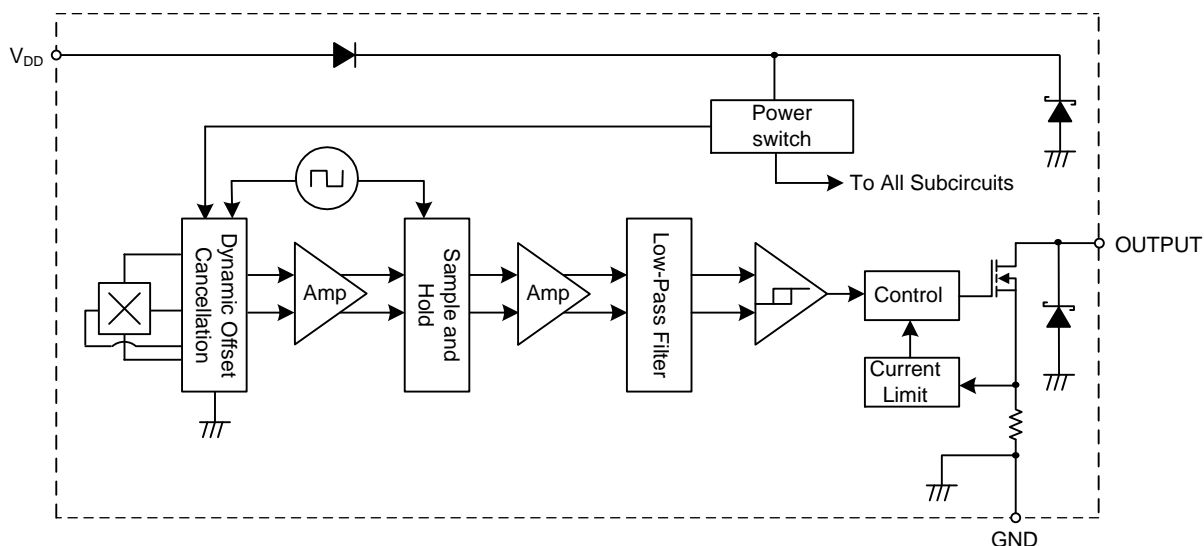 V_DD
Power
switch
To All Subcircuits
Dynamic Offset
Cancellation
Amp
Sample and
Hold
Amp
Low-Pass Filter
Control
Current
Limit
OUTPUT
GND